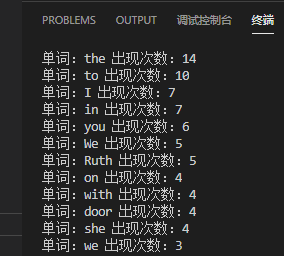 PROBLEMS OUTPUT 调试控制台 终端
单词: the 出现次数: 14
单词: to 出现次数: 10
单词: I 出现次数: 7
单词: in 出现次数: 7
单词: you 出现次数: 6
单词: We 出现次数: 5
单词: Ruth 出现次数: 5
单词: on 出现次数: 4
单词: with 出现次数: 4
单词: door 出现次数: 4
单词: she 出现次数: 4
单词: we 出现次数: 3